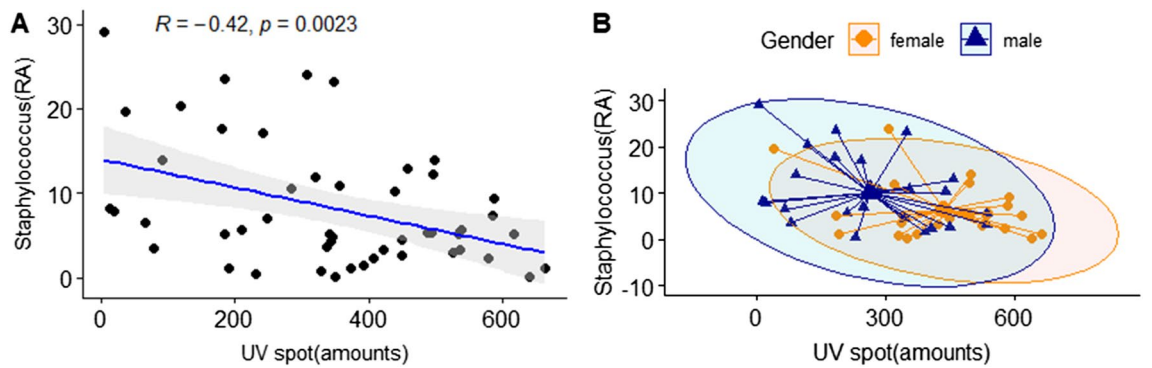 A
R = −0.42, p = 0.0023
Staphylococcus(RA)
30
20
10
0
0 200 400 600
UV spot(amounts)
B
Gender female male
Staphylococcus(RA)
30
20
10
0
-10
0 300 600
UV spot(amounts)